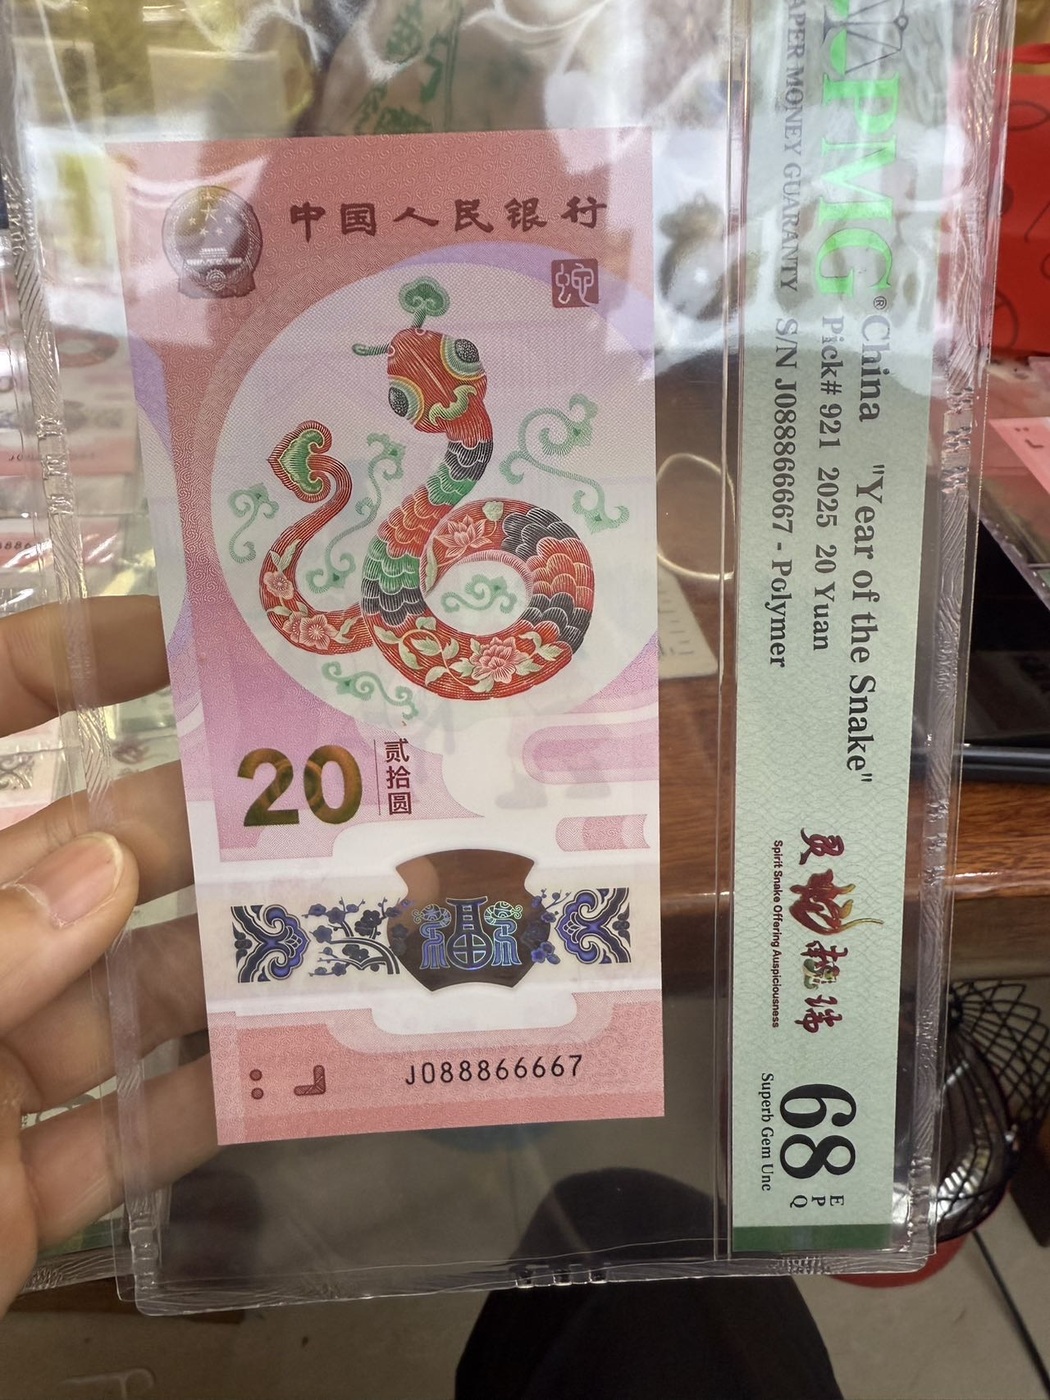 中国人民银行
蛇
20
贰拾圆
J088866667
PMG®
PAPER MONEY GUARANTY
China "Year of the Snake"
Pick# 921 2025 20 Yuan
S/N J088866667 - Polymer
灵蛇献瑞
Spirit Snake Offering Auspiciousness
68
EPQ
Superb Gem Unc